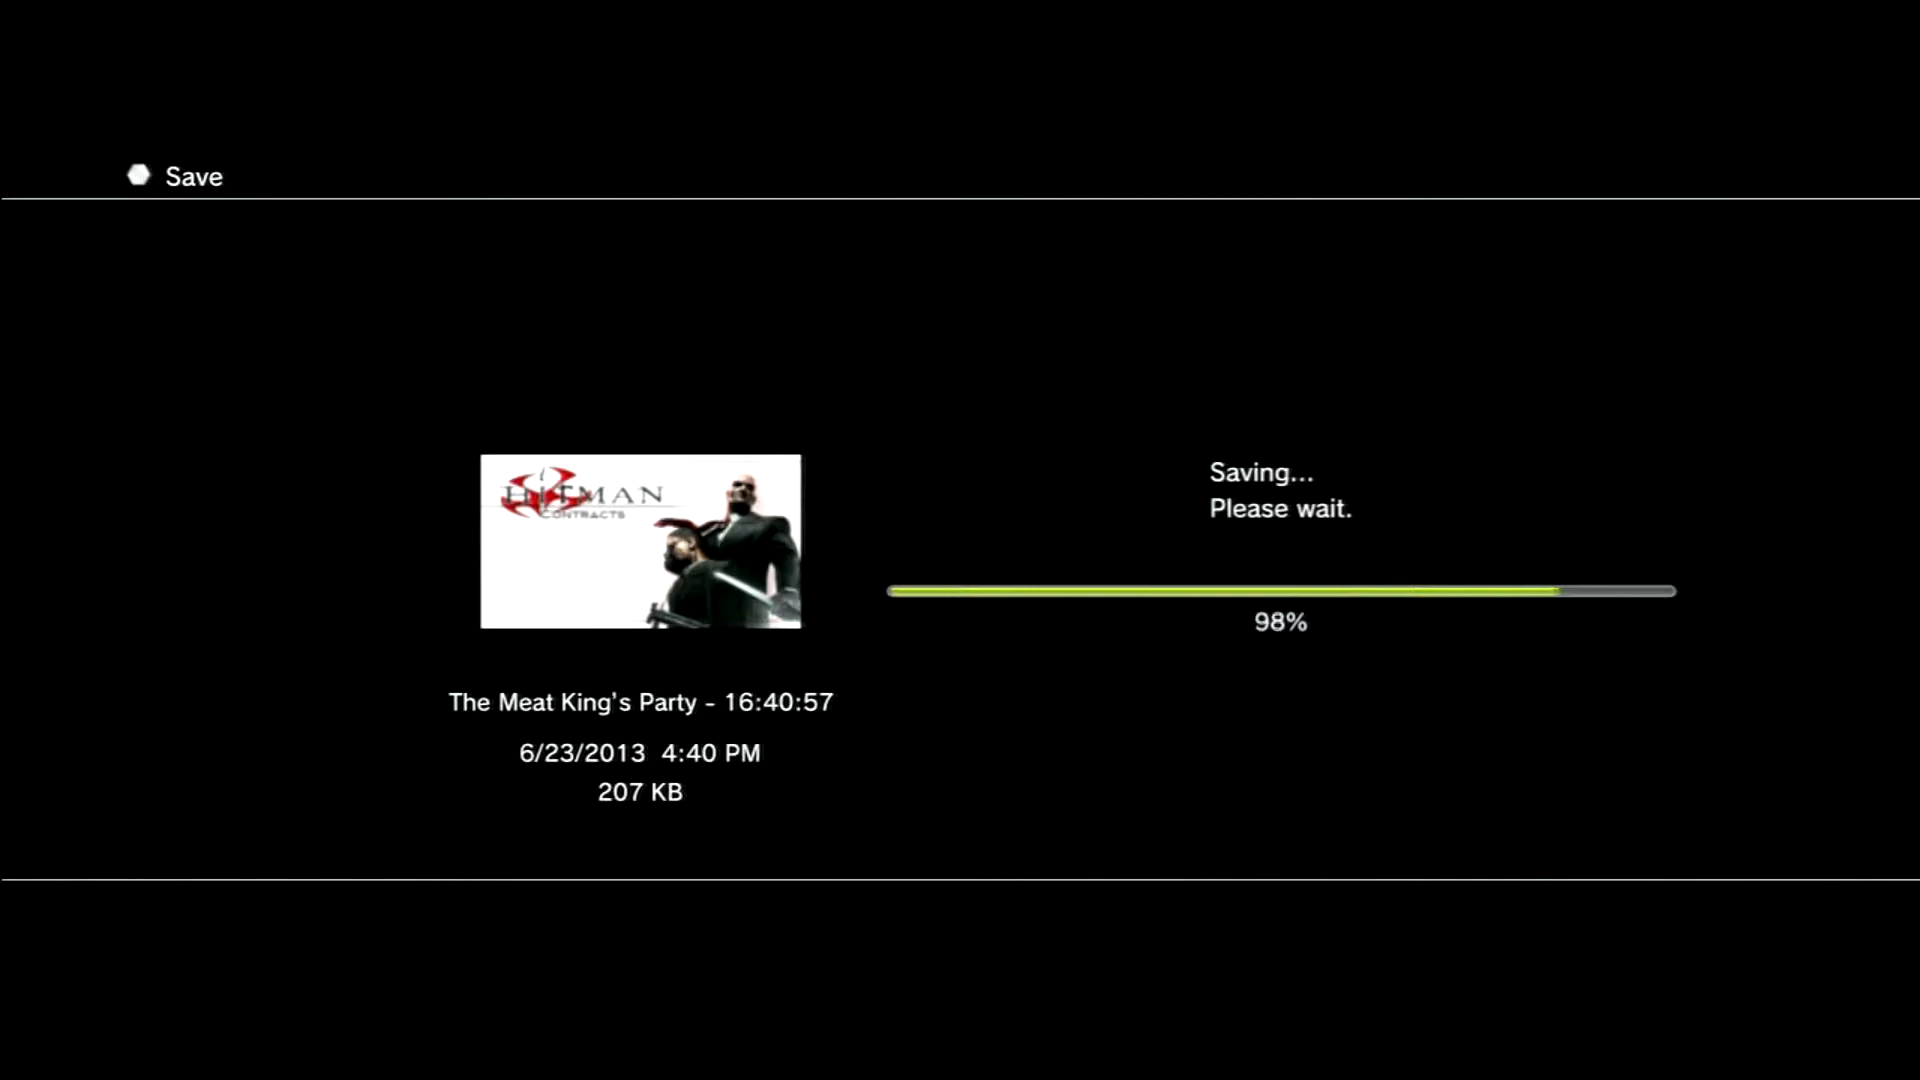 Save
HITMAN
CONTRACTS
Saving...
Please wait.
98%
The Meat King's Party - 16:40:57
6/23/2013 4:40 PM
207 KB